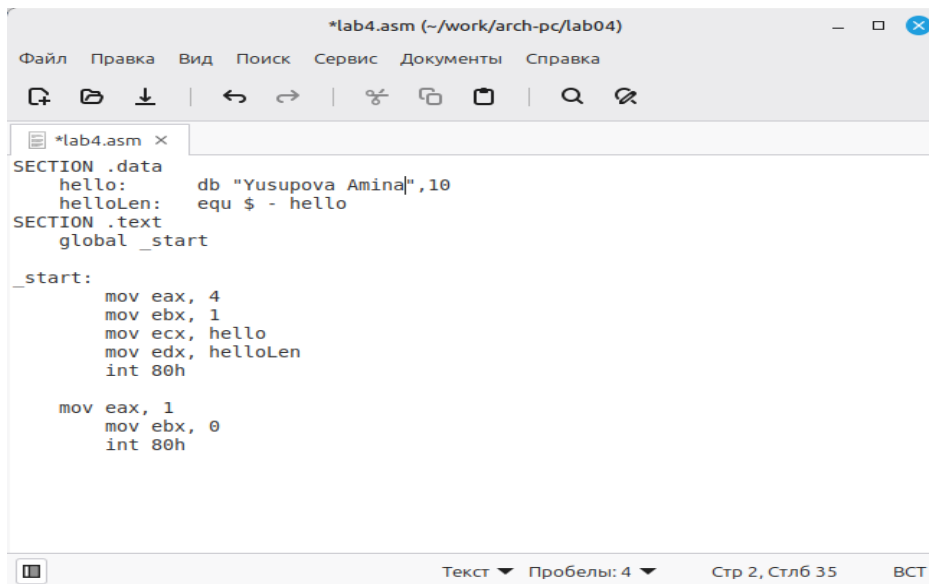 *lab4.asm (~/work/arch-pc/lab04)
Файл Правка Вид Поиск Сервис Документы Справка
*lab4.asm
SECTION .data
    hello:      db "Yusupova Amina",10
    helloLen:   equ $ - hello
SECTION .text
    global _start

_start:
        mov eax, 4
        mov ebx, 1
        mov ecx, hello
        mov edx, helloLen
        int 80h

    mov eax, 1
        mov ebx, 0
        int 80h
Текст Пробелы: 4 Стр 2, Стлб 35 ВСТ